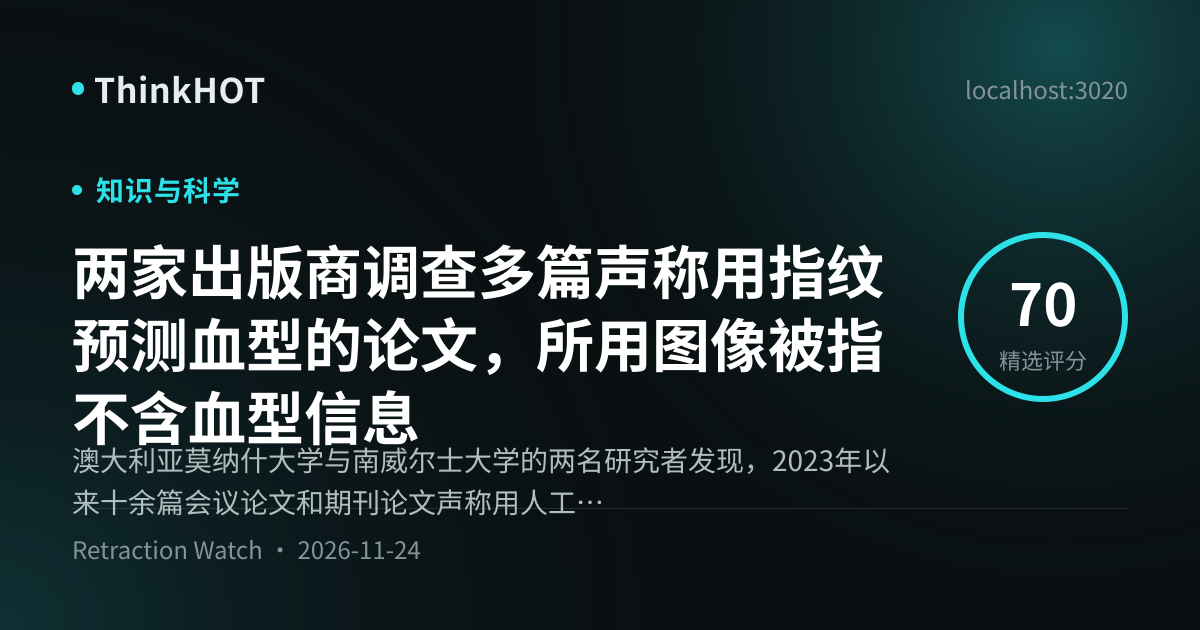 ThinkHOT
localhost:3020
知识与科学
两家出版商调查多篇声称用指纹
预测血型的论文，所用图像被指
不含血型信息
70
精选评分
澳大利亚莫纳什大学与南威尔士大学的两名研究者发现，2023年以
来十余篇会议论文和期刊论文声称用人工…
Retraction Watch · 2026-11-24